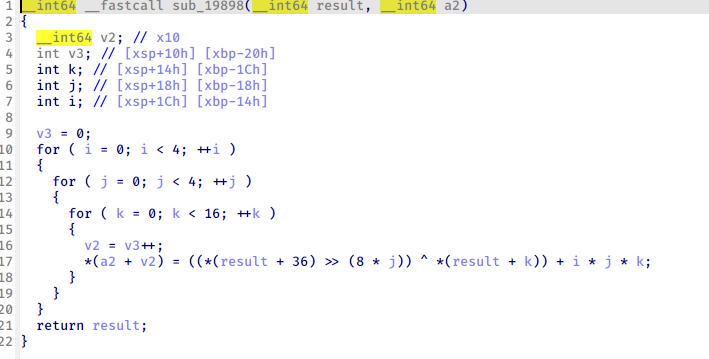 1 __int64 __fastcall sub_19898(__int64 result, __int64 a2)
2 {
3   __int64 v2; // x10
4   int v3; // [xsp+10h] [xbp-20h]
5   int k; // [xsp+14h] [xbp-1Ch]
6   int j; // [xsp+18h] [xbp-18h]
7   int i; // [xsp+1Ch] [xbp-14h]
8
9   v3 = 0;
10   for ( i = 0; i < 4; ++i )
11   {
12     for ( j = 0; j < 4; ++j )
13     {
14       for ( k = 0; k < 16; ++k )
15       {
16         v2 = v3++;
17         *(a2 + v2) = ((*(result + 36) >> (8 * j)) ^ *(result + k)) + i * j * k;
18       }
19     }
20   }
21   return result;
22 }